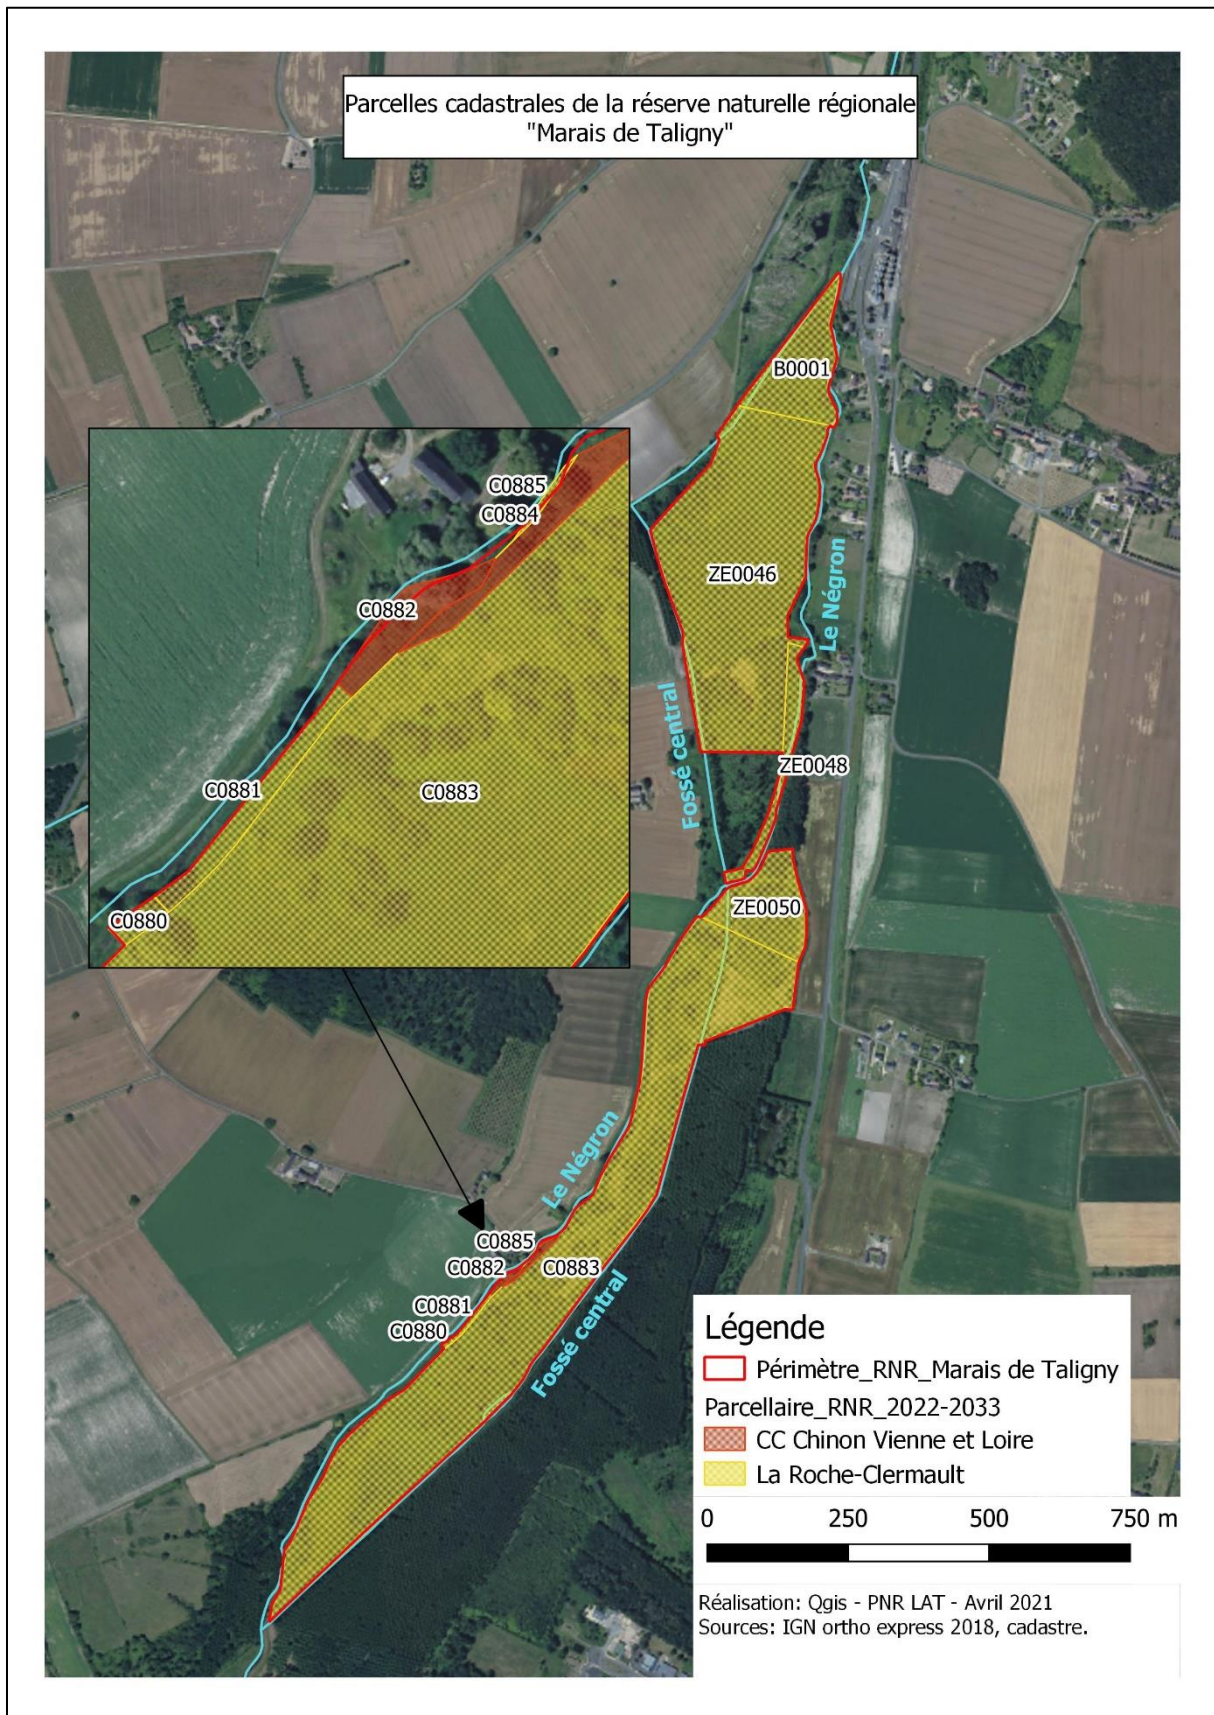 Parcelles cadastrales de la réserve naturelle régionale
"Marais de Taligny"
B0001
ZE0046
Le Négron
Fossé central
ZE0048
ZE0050
C0885
C0884
C0882
C0881
C0883
C0880
Le Négron
C0885
C0882
C0883
C0881
C0880
Fossé central
Légende
Périmètre_RNR_Marais de Taligny
Parcellaire_RNR_2022-2033
CC Chinon Vienne et Loire
La Roche-Clermault
0 250 500 750 m
Réalisation: Qgis - PNR LAT - Avril 2021
Sources: IGN ortho express 2018, cadastre.